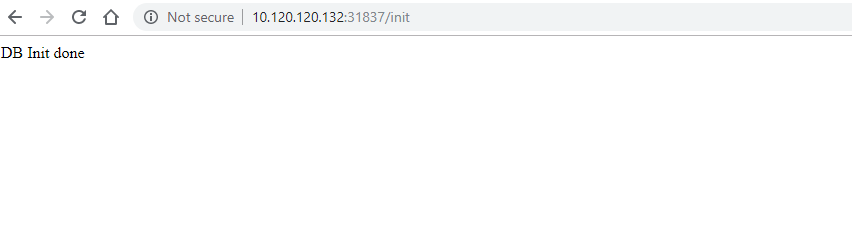 Not secure | 10.120.120.132:31837/init
DB Init done